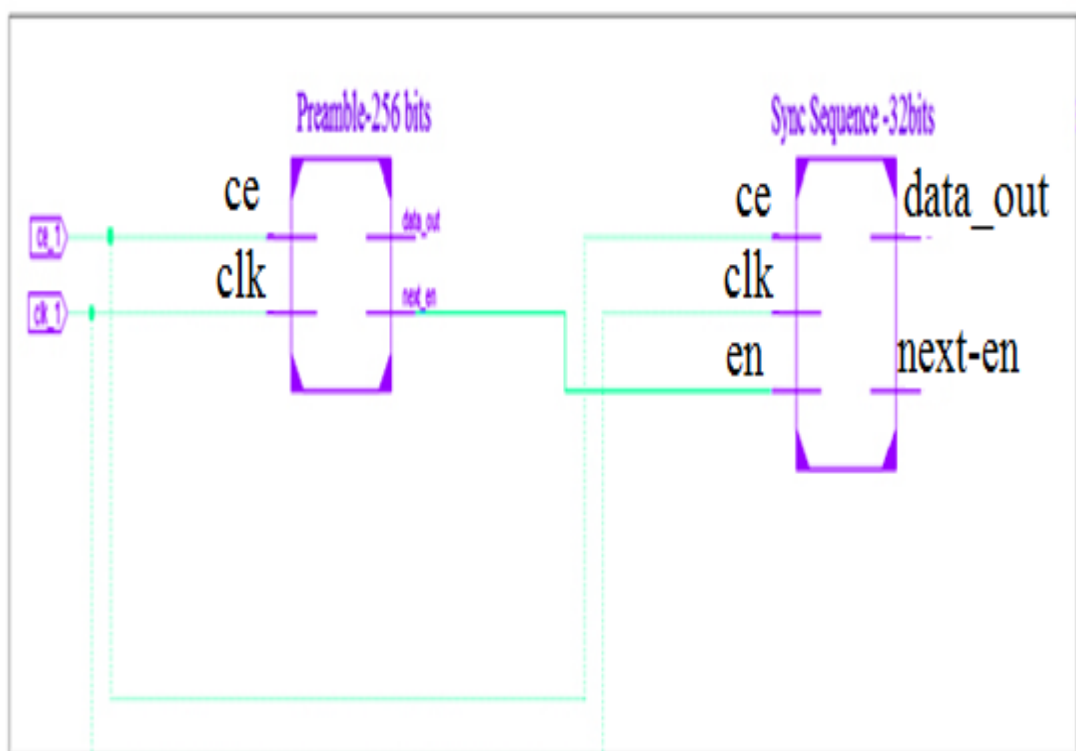 Preamble-256 bits
Sync Sequence -32bits
ce
ce
data_out
ce_1
data_out
clk
clk
clk_1
next_en
en
next-en